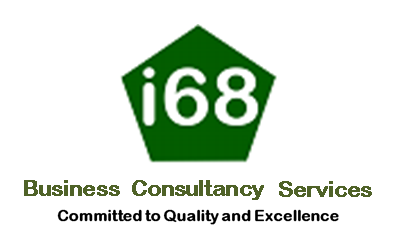 i68
Business Consultancy Services
Committed to Quality and Excellence